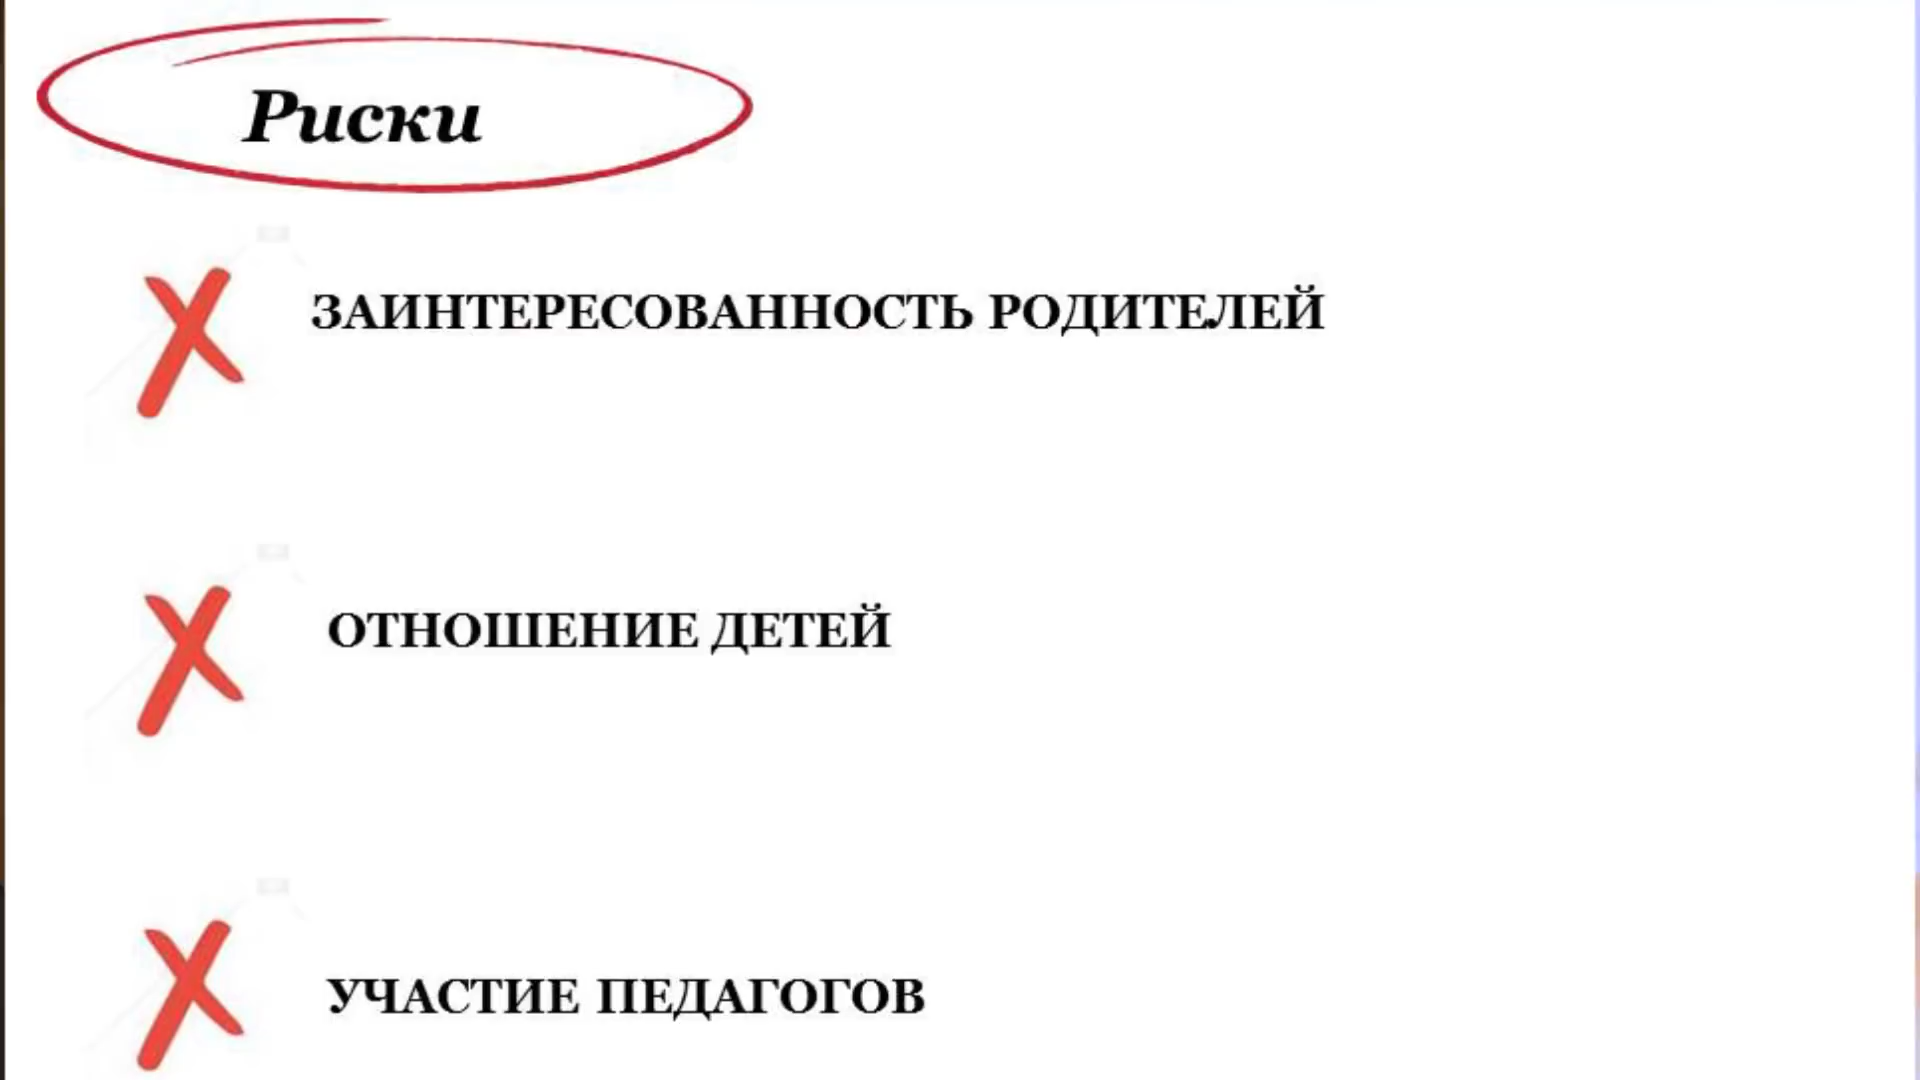 Риски
ЗАИНТЕРЕСОВАННОСТЬ РОДИТЕЛЕЙ
ОТНОШЕНИЕ ДЕТЕЙ
УЧАСТИЕ ПЕДАГОГОВ